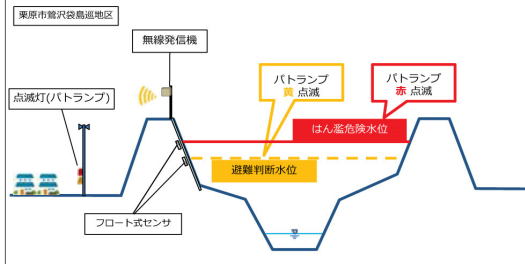 栗原市鶯沢袋島巡地区
無線発信機
点滅灯(パトランプ)
パトランプ
黄 点滅
パトランプ
赤 点滅
はん濫危険水位
避難判断水位
フロート式センサ